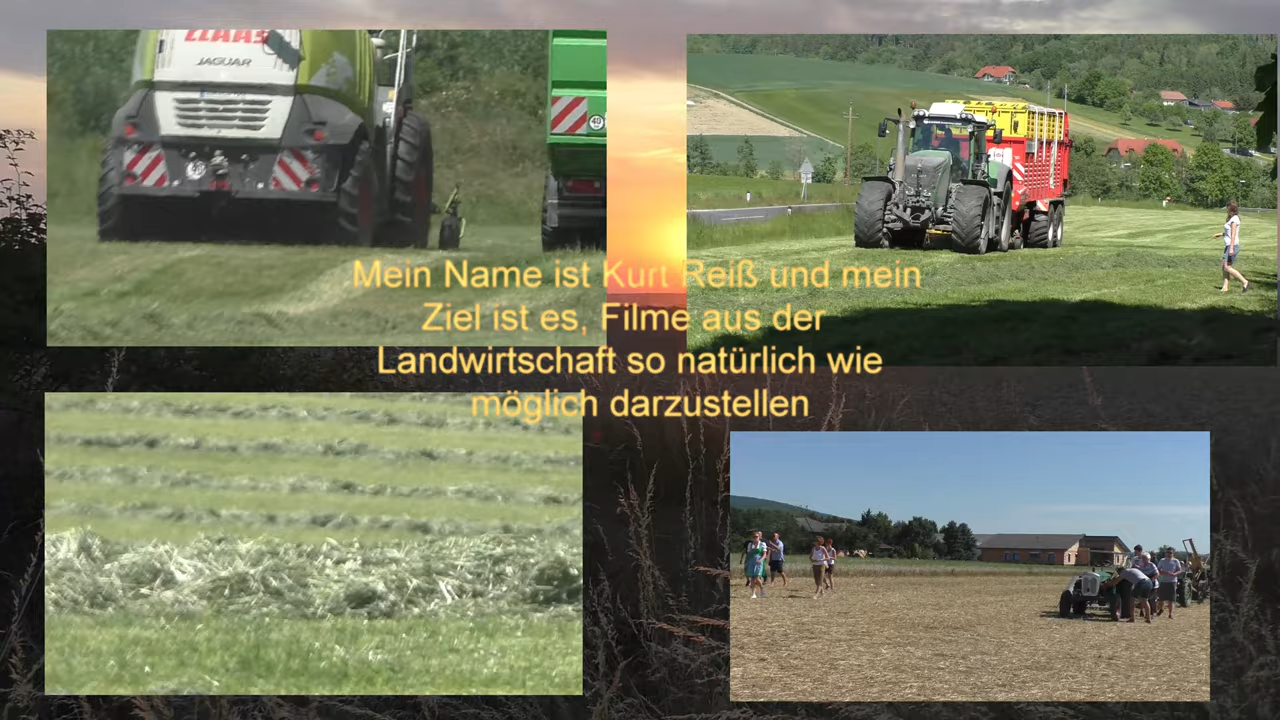 CLAAS
JAGUAR
40
Mein Name ist Kurt Reiß und mein
Ziel ist es, Filme aus der
Landwirtschaft so natürlich wie
möglich darzustellen